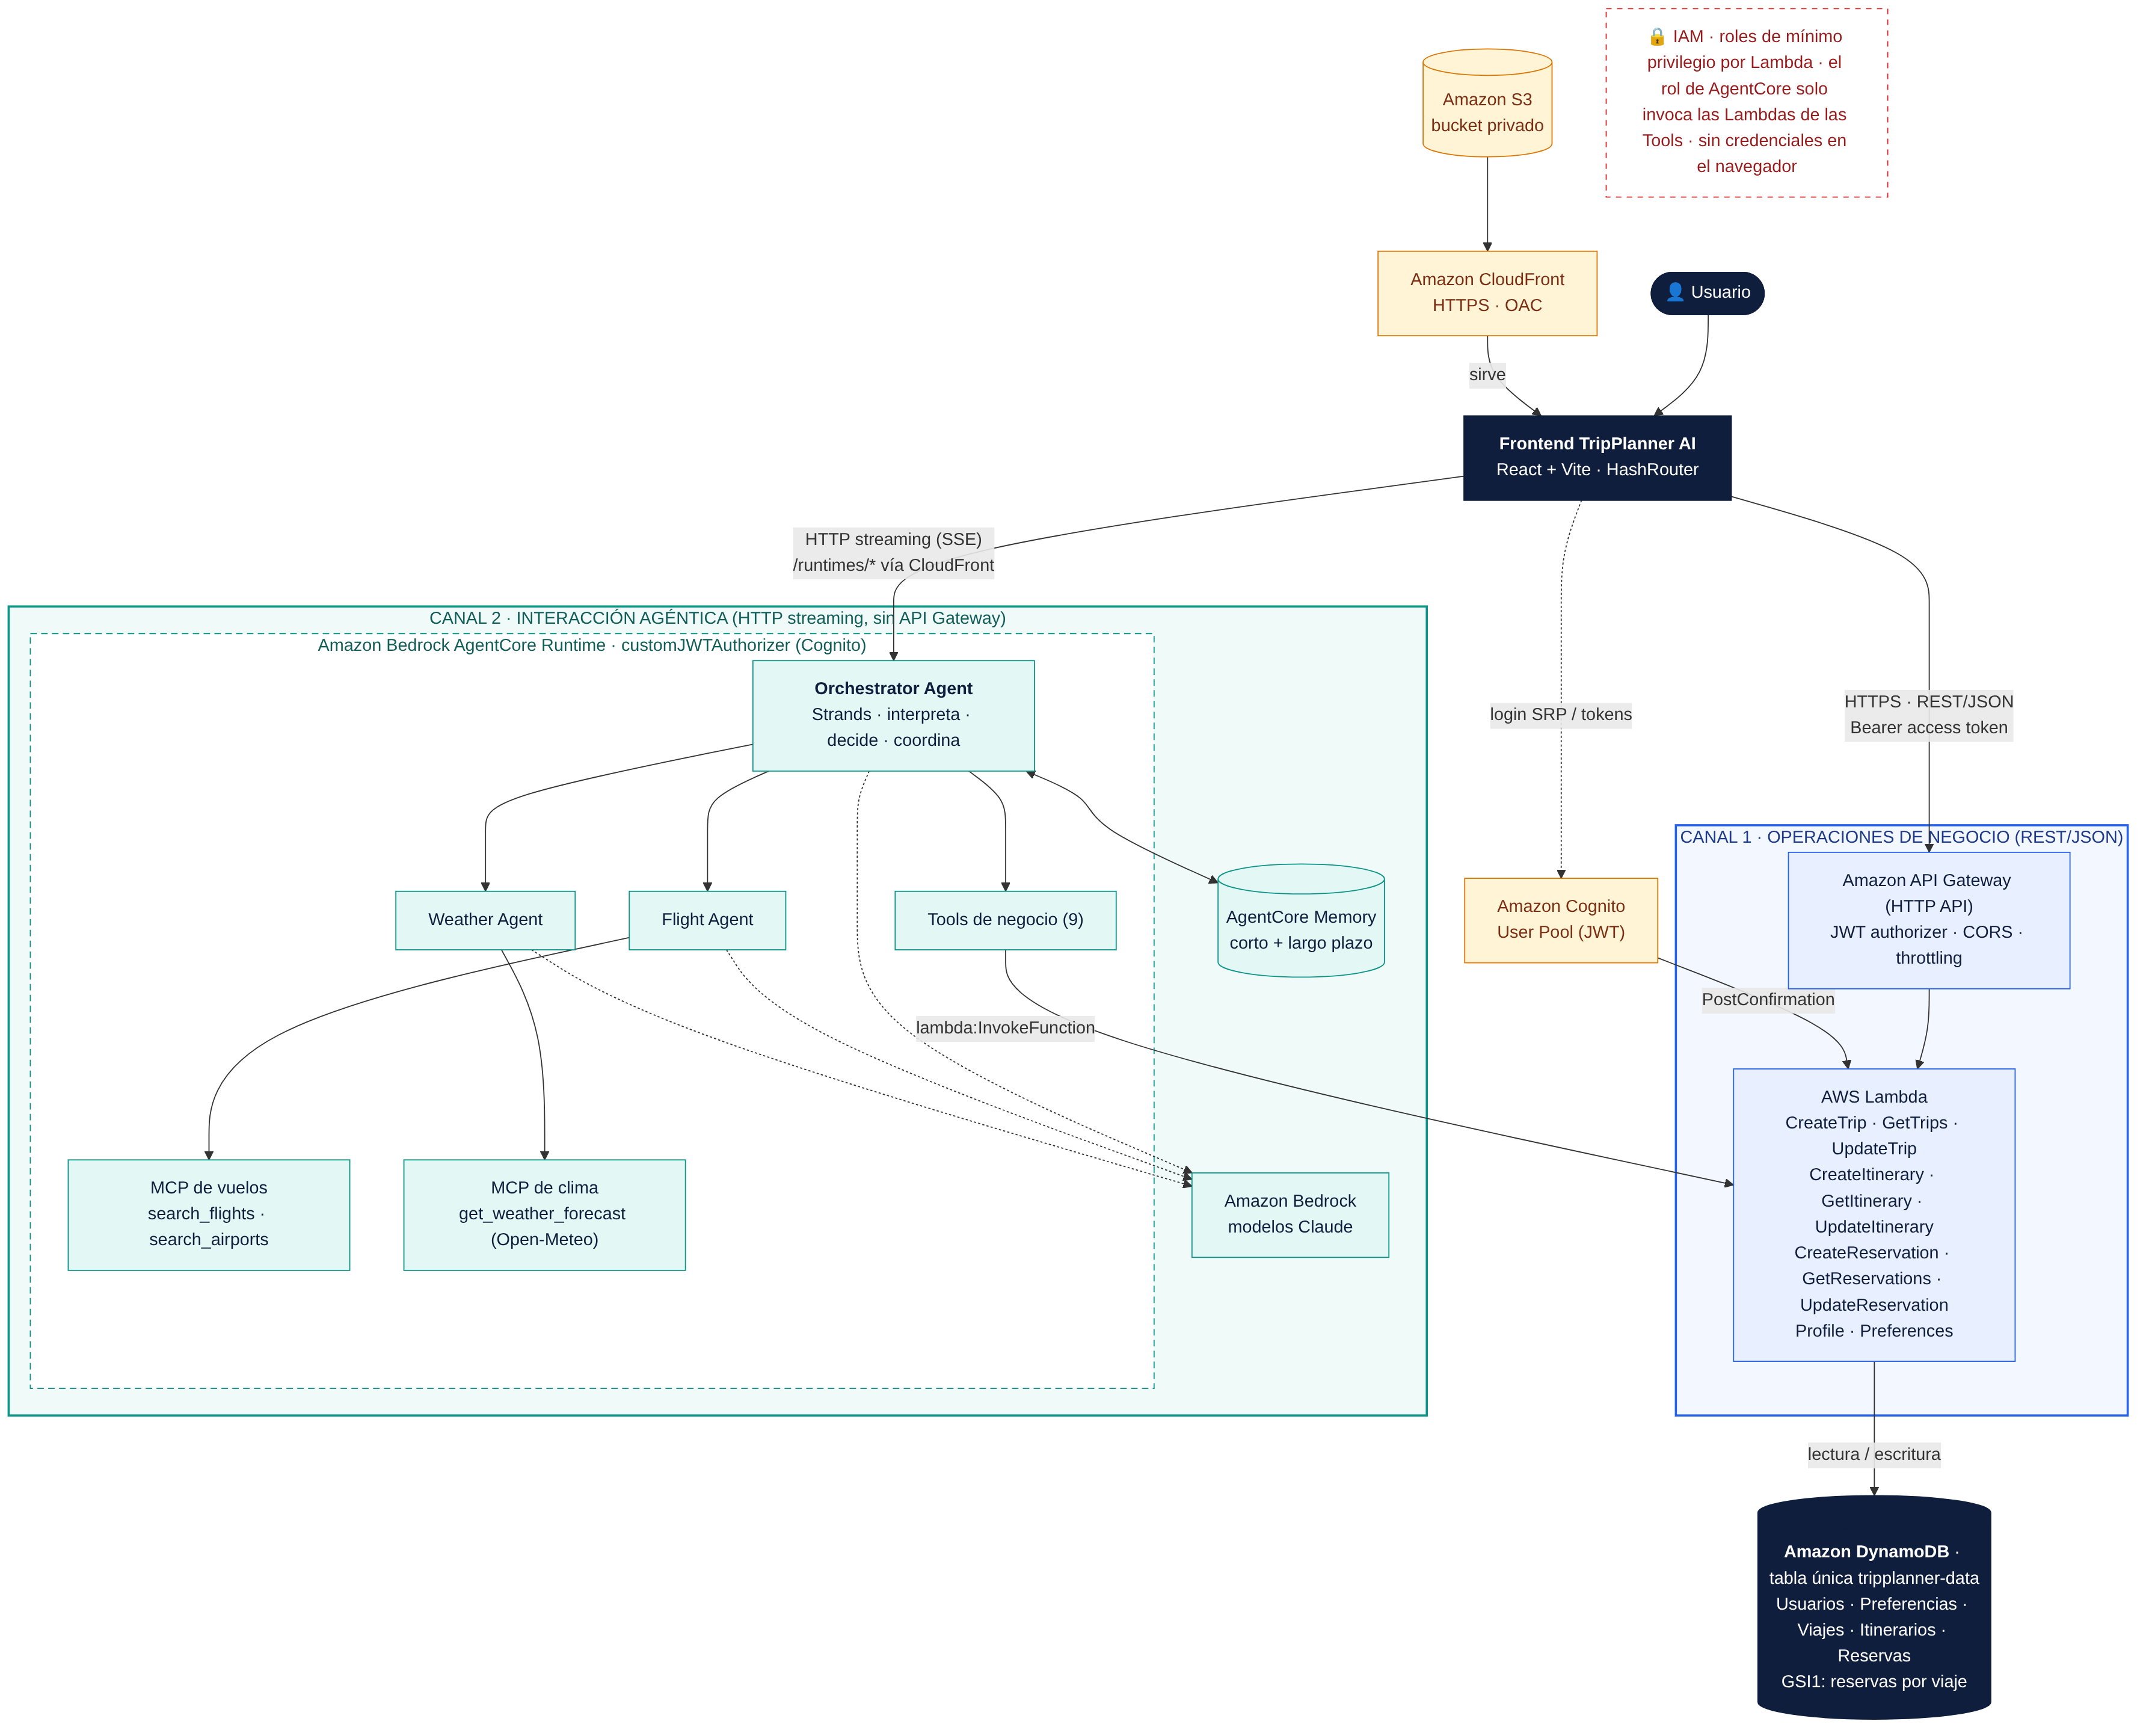 🔒 IAM · roles de mínimo
privilegio por Lambda · el
rol de AgentCore solo
invoca las Lambdas de las
Tools · sin credenciales en
el navegador
Amazon S3
bucket privado
Amazon CloudFront
HTTPS · OAC
👤 Usuario
sirve
Frontend TripPlanner AI
React + Vite · HashRouter
HTTP streaming (SSE)
/runtimes/* vía CloudFront
login SRP / tokens
HTTPS · REST/JSON
Bearer access token
CANAL 2 · INTERACCIÓN AGÉNTICA (HTTP streaming, sin API Gateway)
Amazon Bedrock AgentCore Runtime · customJWTAuthorizer (Cognito)
Orchestrator Agent
Strands · interpreta ·
decide · coordina
Weather Agent
Flight Agent
Tools de negocio (9)
AgentCore Memory
corto + largo plazo
lambda:InvokeFunction
MCP de vuelos
search_flights ·
search_airports
MCP de clima
get_weather_forecast
(Open-Meteo)
Amazon Bedrock
modelos Claude
Amazon Cognito
User Pool (JWT)
PostConfirmation
CANAL 1 · OPERACIONES DE NEGOCIO (REST/JSON)
Amazon API Gateway
(HTTP API)
JWT authorizer · CORS ·
throttling
AWS Lambda
CreateTrip · GetTrips ·
UpdateTrip
CreateItinerary ·
GetItinerary ·
UpdateItinerary
CreateReservation ·
GetReservations ·
UpdateReservation
Profile · Preferences
lectura / escritura
Amazon DynamoDB ·
tabla única tripplanner-data
Usuarios · Preferencias ·
Viajes · Itinerarios ·
Reservas
GSI1: reservas por viaje